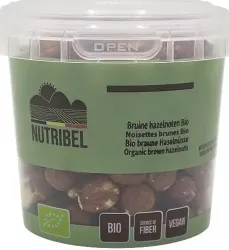 OPEN
NUTRIBEL
Bruine hazelnoten Bio
Noisettes brunes Bio
Bio braune Haselnüsse
Organic brown hazelnuts
BIO
SOURCE OF
FIBER
VEGAN